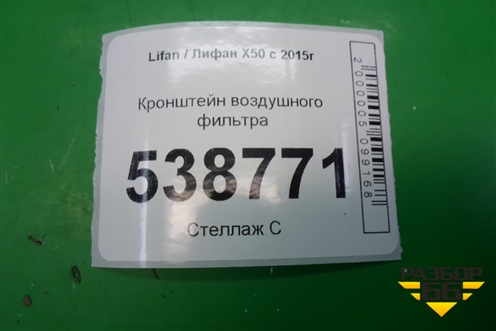 Lifan / Лифан X50 с 2015г
Кронштейн воздушного
фильтра
538771
Стеллаж С
2000005099168
РАЗБОР
66